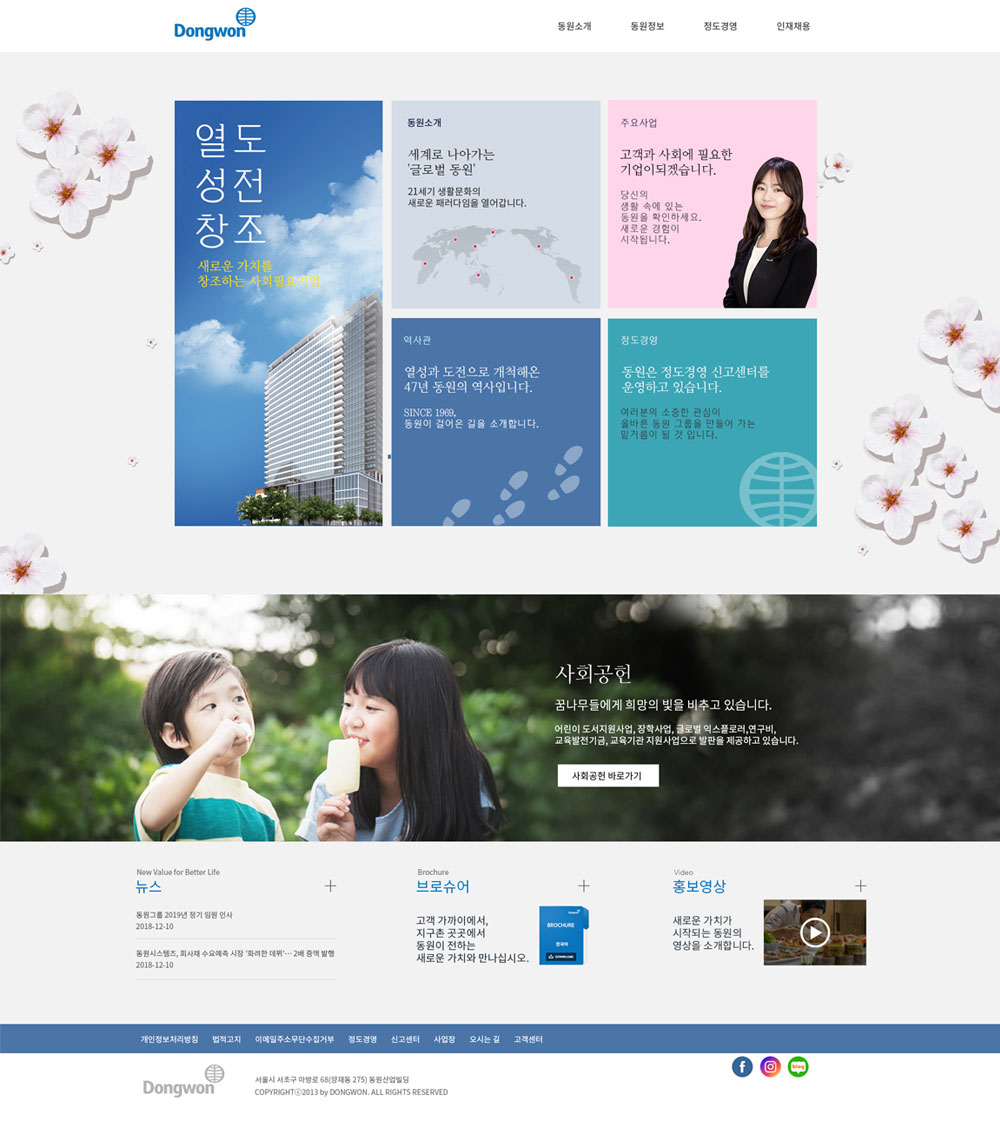 Dongwon
동원소개 동원정보 정도경영 인재채용
열도
성전
창조
새로운 가치를
창조하는 사회필요기업
동원소개
세계로 나아가는
'글로벌 동원'
21세기 생활문화의
새로운 패러다임을 열어갑니다.
주요사업
고객과 사회에 필요한
기업이되겠습니다.
당신의
생활 속에 있는
동원을 확인하세요.
새로운 경험이
시작됩니다.
역사관
열성과 도전으로 개척해온
47년 동원의 역사입니다.
SINCE 1969,
동원이 걸어온 길을 소개합니다.
정도경영
동원은 정도경영 신고센터를
운영하고 있습니다.
여러분의 소중한 관심이
올바른 동원 그룹을 만들어 가는
밑거름이 될 것 입니다.
사회공헌
꿈나무들에게 희망의 빛을 비추고 있습니다.
어린이 도서지원사업, 장학사업, 글로벌 익스플로러,연구비,
교육발전기금, 교육기관 지원사업으로 발판을 제공하고 있습니다.
사회공헌 바로가기
New Value for Better Life
뉴스
동원그룹 2019년 정기 임원 인사
2018-12-10
동원시스템즈, 회사채 수요예측 시장 '화려한 데뷔'… 2배 증액 발행
2018-12-10
Brochure
브로슈어
고객 가까이에서,
지구촌 곳곳에서
동원이 전하는
새로운 가치와 만나십시오.
Dongwon
BROCHURE
한국어
DOWNLOAD
Video
홍보영상
새로운 가치가
시작되는 동원의
영상을 소개합니다.
개인정보처리방침 법적고지 이메일주소무단수집거부 정도경영 신고센터 사업장 오시는 길 고객센터
Dongwon
서울시 서초구 마방로 68(양재동 275) 동원산업빌딩
COPYRIGHTⓒ2013 by DONGWON. ALL RIGHTS RESERVED
f
blog